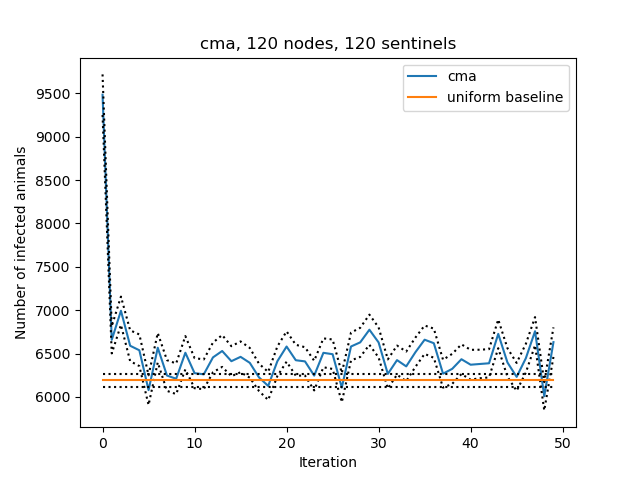 cma, 120 nodes, 120 sentinels
cma
uniform baseline
Number of infected animals
9500
9000
8500
8000
7500
7000
6500
6000
0 10 20 30 40 50
Iteration